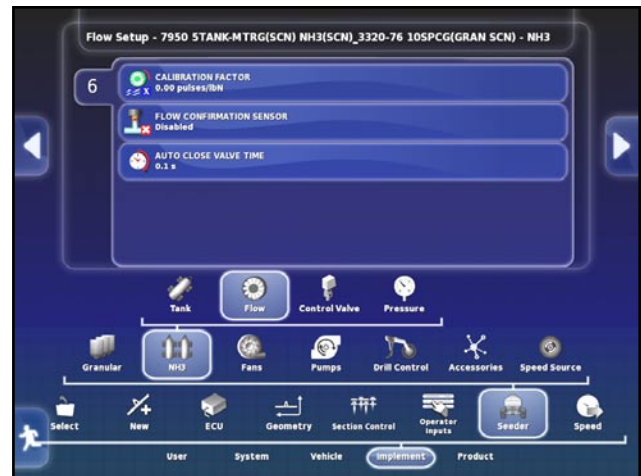 Flow Setup - 7950 5TANK-MTRG(SCN) NH3(SCN)_3320-76 10SPCG(GRAN SCN) - NH3
6
CALIBRATION FACTOR
0.00 pulses/lbN
FLOW CONFIRMATION SENSOR
Disabled
AUTO CLOSE VALVE TIME
0.1 s
Tank Flow Control Valve Pressure
Granular NH3 Fans Pumps Drill Control Accessories Speed Source
Select New ECU Geometry Section Control Operator Inputs Seeder Speed
User System Vehicle Implement Product